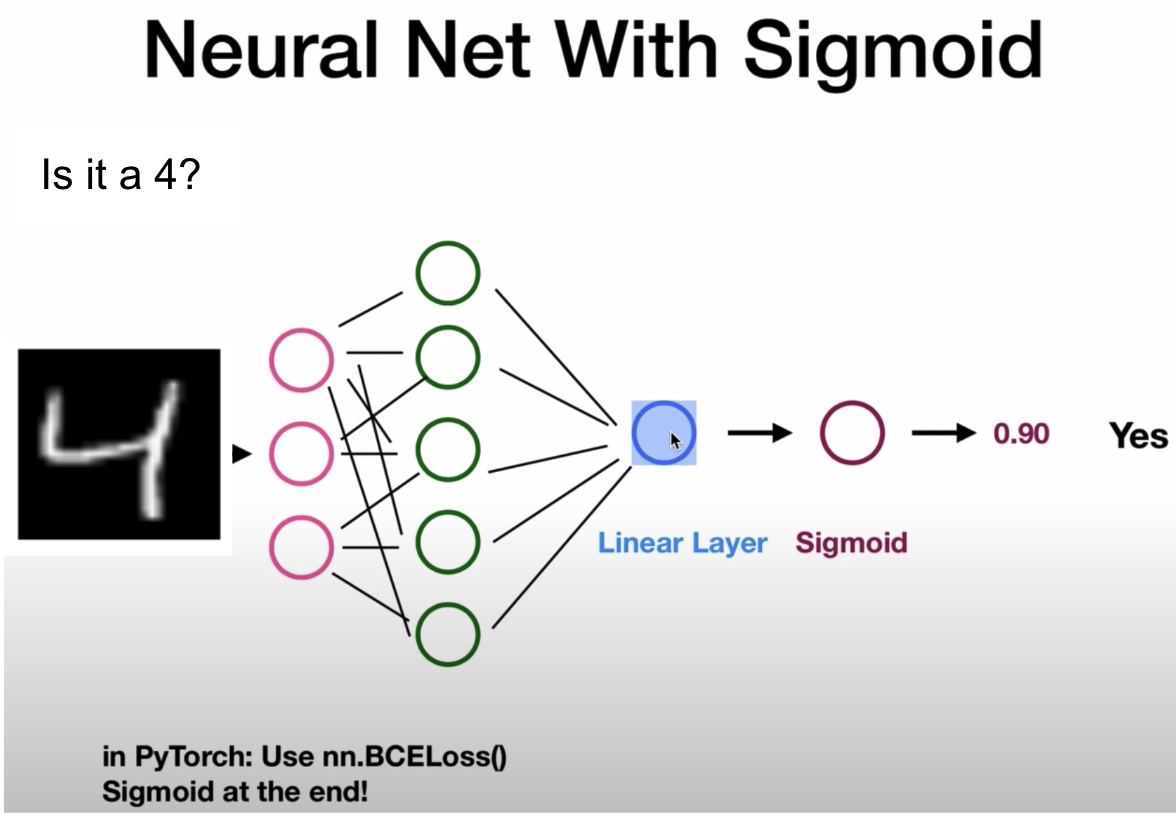 Neural Net With Sigmoid
Is it a 4?
4
0.90 Yes
Linear Layer Sigmoid
in PyTorch: Use nn.BCELoss()
Sigmoid at the end!